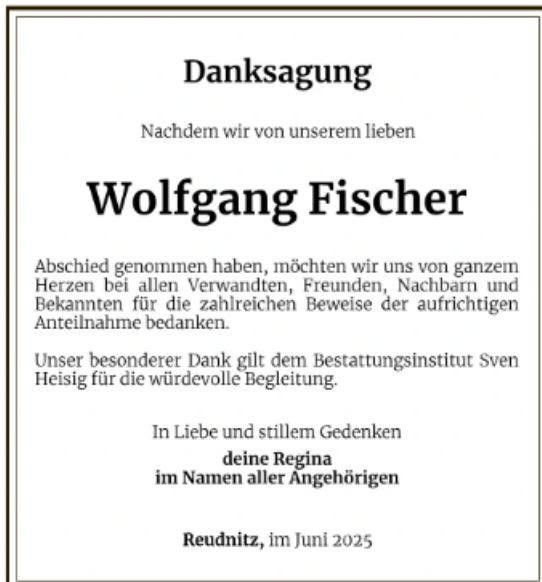 Danksagung
Nachdem wir von unserem lieben
Wolfgang Fischer
Abschied genommen haben, möchten wir uns von ganzem
Herzen bei allen Verwandten, Freunden, Nachbarn und
Bekannten für die zahlreichen Beweise der aufrichtigen
Anteilnahme bedanken.
Unser besonderer Dank gilt dem Bestattungsinstitut Sven
Heisig für die würdevolle Begleitung.
In Liebe und stillem Gedenken
deine Regina
im Namen aller Angehörigen
Reudnitz, im Juni 2025